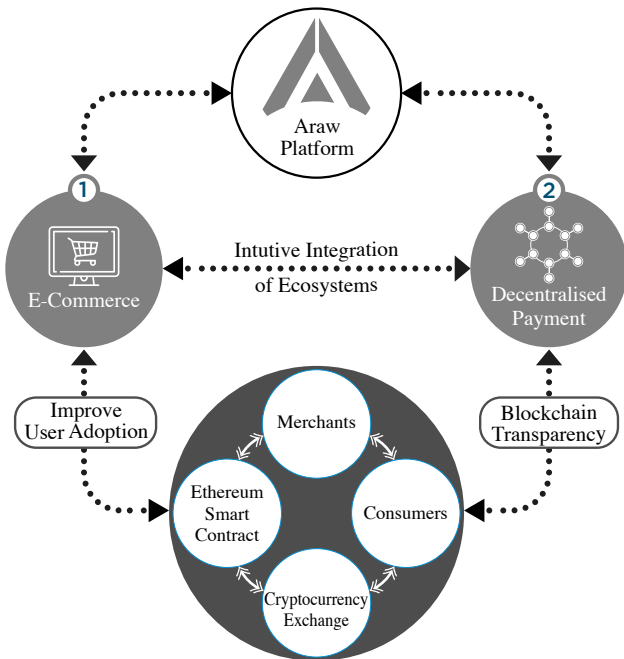 Araw
Platform
1
2
E-Commerce
Intutive Integration
of Ecosystems
Decentralised
Payment
Improve
User Adoption
Blockchain
Transparency
Merchants
Ethereum
Smart
Contract
Consumers
Cryptocurrency
Exchange